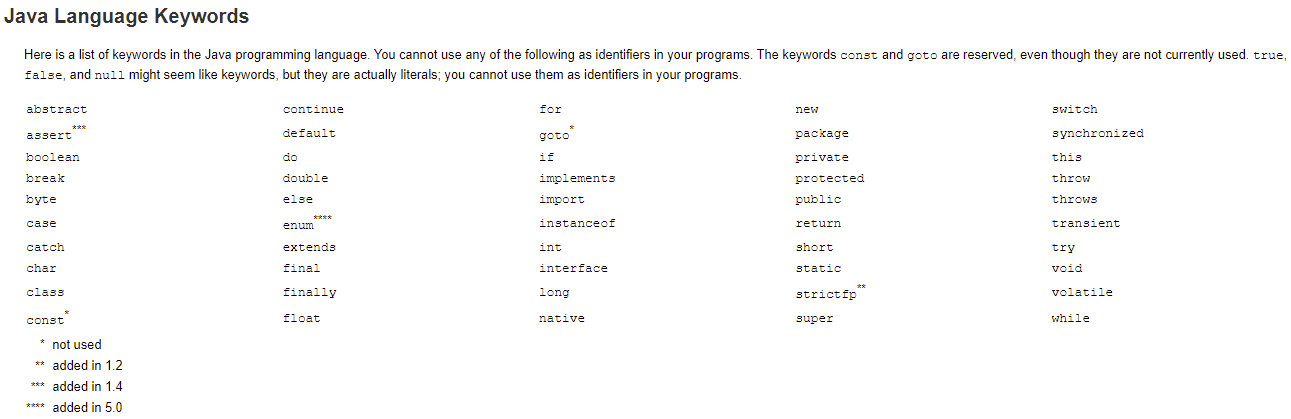 Java Language Keywords
Here is a list of keywords in the Java programming language. You cannot use any of the following as identifiers in your programs. The keywords const and goto are reserved, even though they are not currently used. true,
false, and null might seem like keywords, but they are actually literals; you cannot use them as identifiers in your programs.
abstract continue for new switch
assert*** default goto* package synchronized
boolean do if private this
break double implements protected throw
byte else import public throws
case enum**** instanceof return transient
catch extends int short try
char final interface static void
class finally long strictfp** volatile
const* float native super while
* not used
** added in 1.2
*** added in 1.4
**** added in 5.0